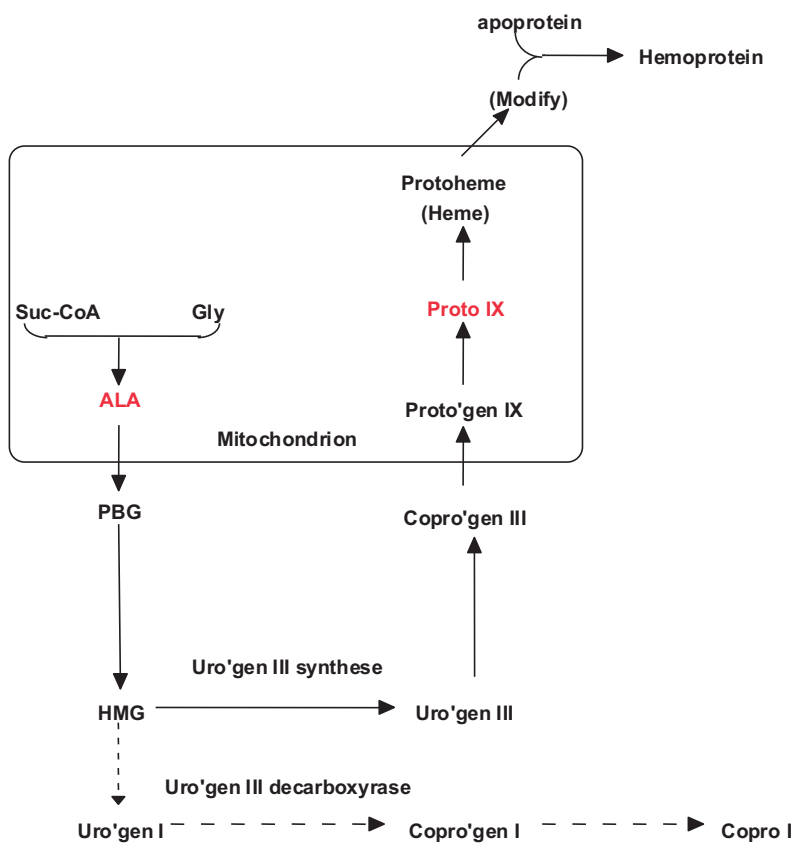 apoprotein
Hemoprotein
(Modify)
Protoheme
(Heme)
Suc-CoA
Gly
Proto IX
ALA
Proto'gen IX
Mitochondrion
PBG
Copro'gen III
Uro'gen III synthese
HMG
Uro'gen III
Uro'gen III decarboxyrase
Uro'gen I
Copro'gen I
Copro I